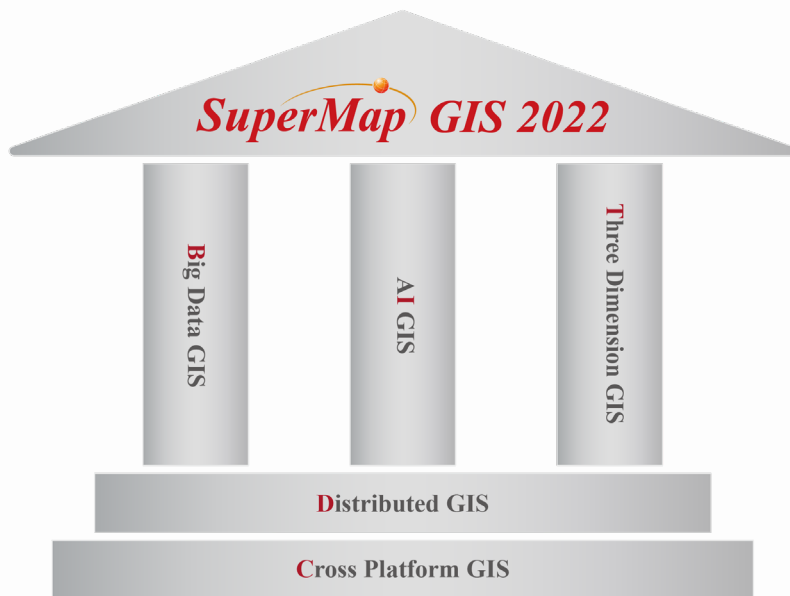 SuperMap GIS 2022
Big Data GIS
AI GIS
Three Dimension GIS
Distributed GIS
Cross Platform GIS